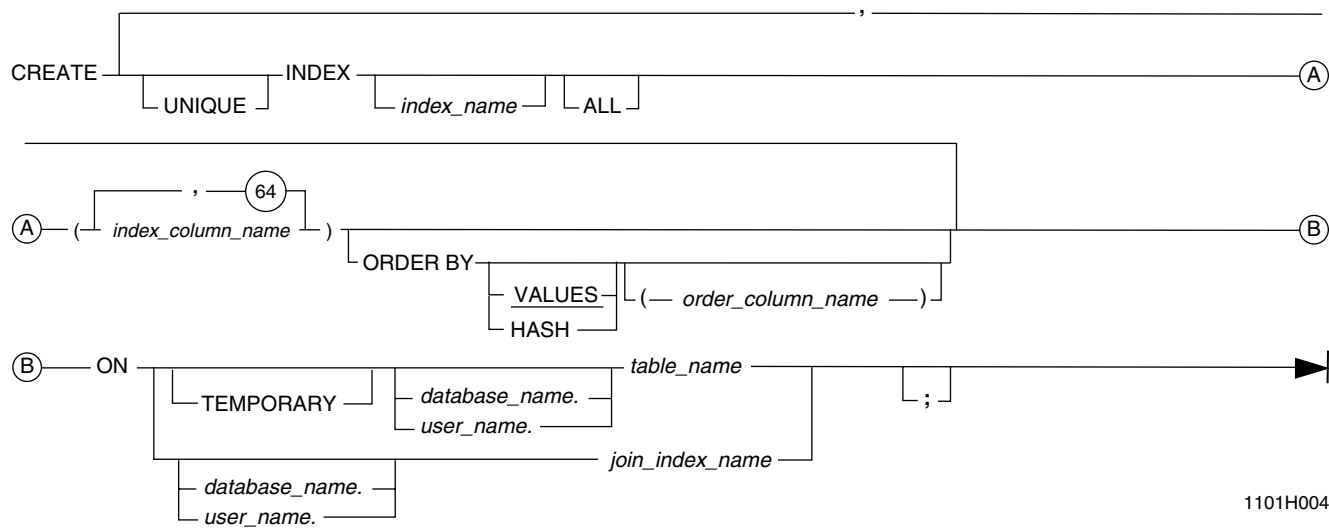 ,
CREATE UNIQUE INDEX index_name ALL A
A ( index_column_name , 64 ) ORDER BY VALUES HASH ( order_column_name ) B
B ON TEMPORARY database_name. user_name. table_name ;
database_name. user_name. join_index_name
1101H004